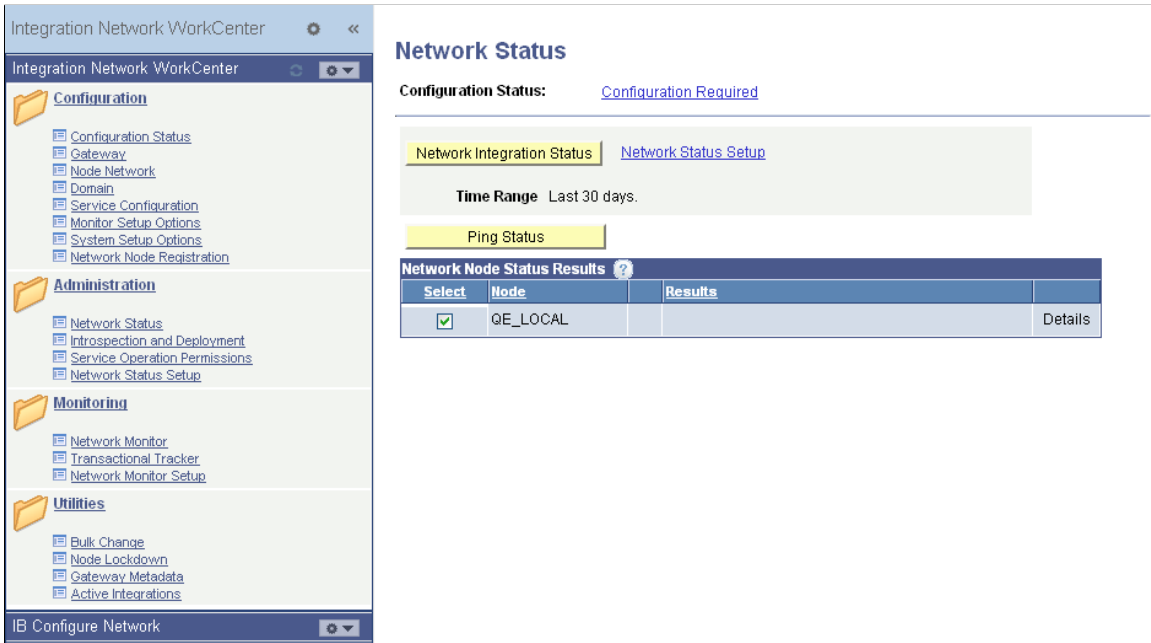 Integration Network WorkCenter
Integration Network WorkCenter
Configuration
Configuration Status
Gateway
Node Network
Domain
Service Configuration
Monitor Setup Options
System Setup Options
Network Node Registration
Administration
Network Status
Introspection and Deployment
Service Operation Permissions
Network Status Setup
Monitoring
Network Monitor
Transactional Tracker
Network Monitor Setup
Utilities
Bulk Change
Node Lockdown
Gateway Metadata
Active Integrations
IB Configure Network
Network Status
Configuration Status: Configuration Required
Network Integration Status Network Status Setup
Time Range Last 30 days.
Ping Status
Network Node Status Results ?
Select Node Results
QE_LOCAL Details